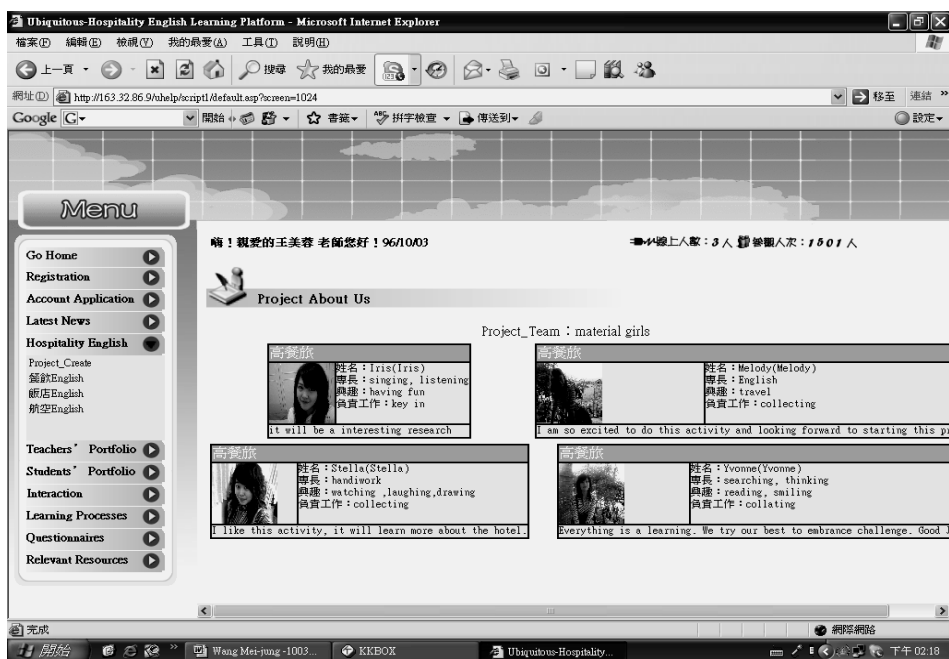 Ubiquitous-Hospitality English Learning Platform - Microsoft Internet Explorer
檔案(F) 編輯(E) 檢視(V) 我的最愛(A) 工具(T) 說明(H)
上一頁 搜尋 我的最愛
網址(D) http://163.32.86.9/uhelp/script1/default.asp?screen=1024 移至 連結 »
Google G 開始 書籤 ABC 拼字檢查 傳送到 設定
Menu
嗨！親愛的王美蓉 老師您好！96/10/03 線上人數：3 人 參觀人次：1501 人
Go Home
Registration
Account Application
Latest News
Hospitality English
Project_Create
餐飲English
飯店English
航空English
Teachers' Portfolio
Students' Portfolio
Interaction
Learning Processes
Questionnaires
Relevant Resources
Project About Us
Project_Team：material girls
高餐旅
姓名：Iris(Iris)
專長：singing, listening
興趣：having fun
負責工作：key in
it will be a interesting research
高餐旅
姓名：Melody(Melody)
專長：English
興趣：travel
負責工作：collecting
I am so excited to do this activity and looking forward to starting this pr
高餐旅
姓名：Stella(Stella)
專長：handiwork
興趣：watching ,laughing,drawing
負責工作：collecting
I like this activity, it will learn more about the hotel.
高餐旅
姓名：Yvonne(Yvonne)
專長：searching, thinking
興趣：reading, smiling
負責工作：collating
Everything is a learning. We try our best to embrance challenge. Good l
完成 網際網路
開始 » Wang Mei-jung -1003... KKBOX Ubiquitous-Hospitality... 下午 02:18